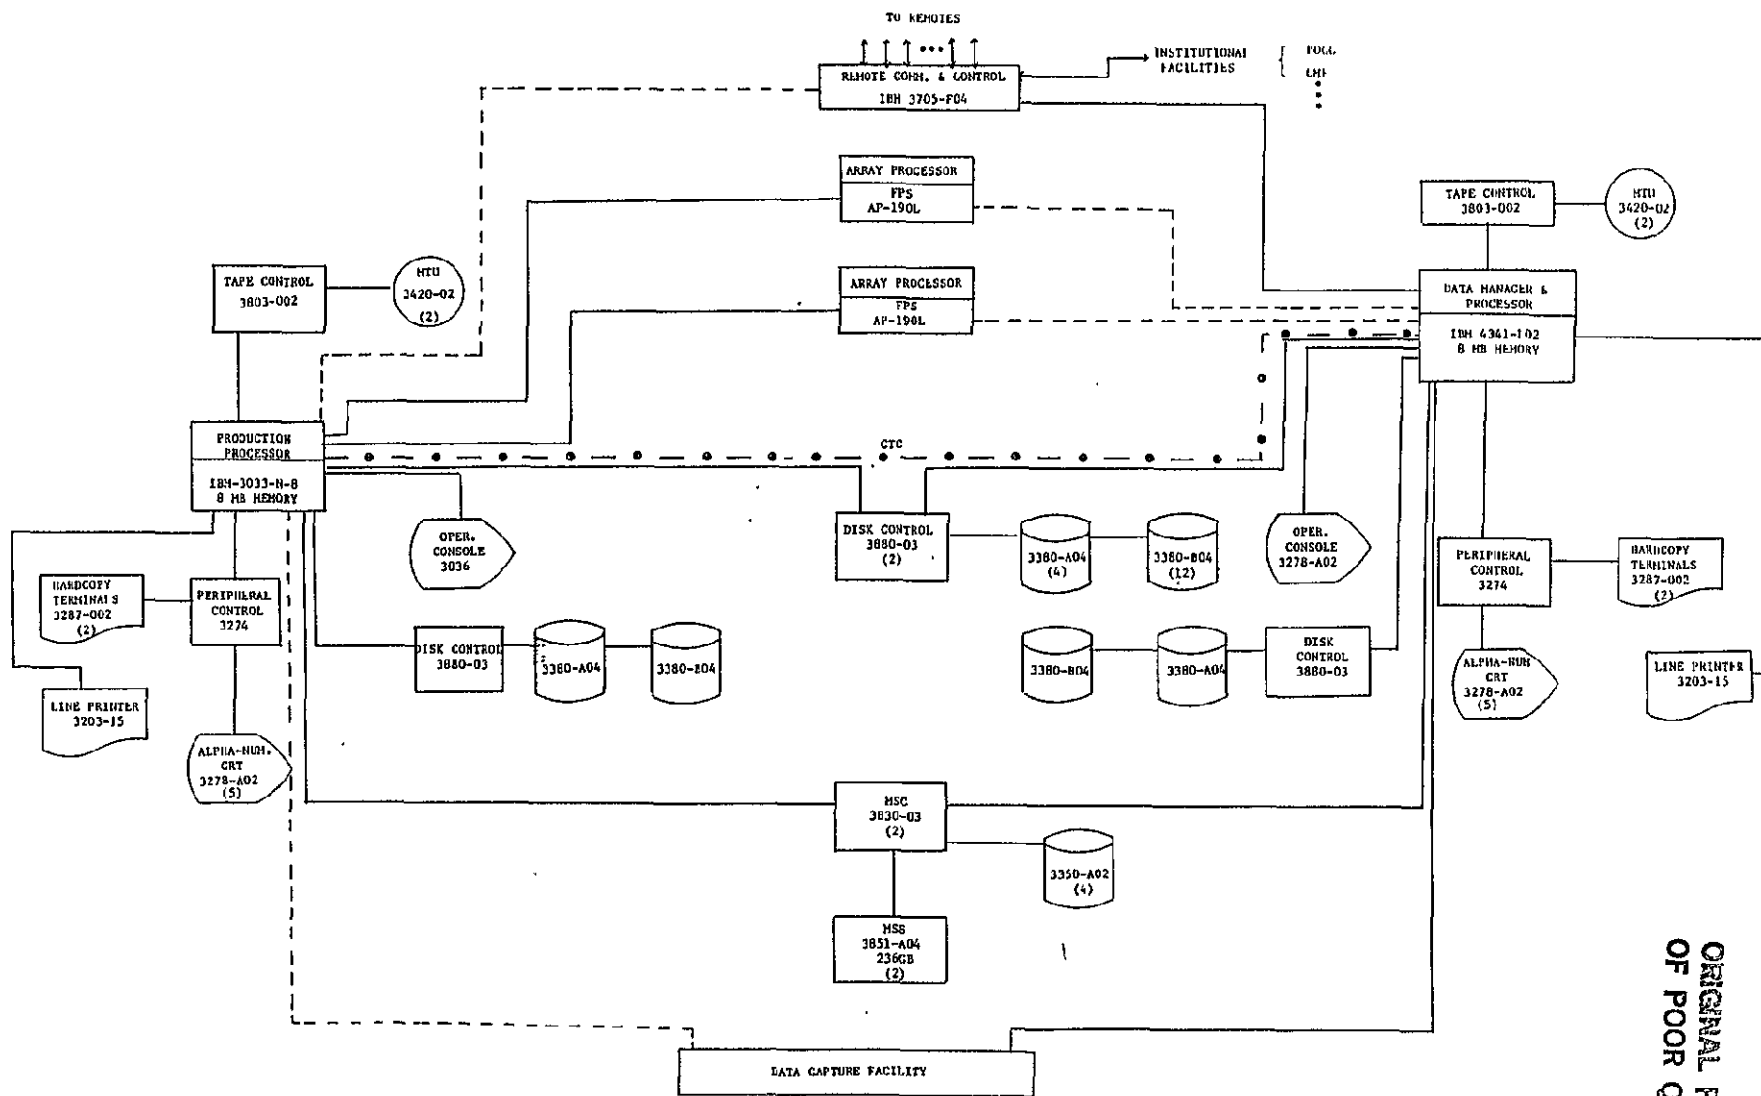 TO REMOTES
REMOTE COMM. & CONTROL
IBM 3705-F04
INSTITUTIONAL
FACILITIES
ARRAY PROCESSOR
FPS
AP-190L
ARRAY PROCESSOR
FPS
AP-190L
TAPE CONTROL
3803-002
MTU
3420-02
(2)
TAPE CONTROL
3803-002
MTU
3420-02
(2)
DATA MANAGER &
PROCESSOR
IBM 4341-L02
8 MB MEMORY
PRODUCTION
PROCESSOR
IBM-3033-N-8
8 MB MEMORY
CTC
OPER.
CONSOLE
3036
DISK CONTROL
3880-03
(2)
3380-A04
(4)
3380-B04
(12)
OPER.
CONSOLE
3278-A02
PERIPHERAL
CONTROL
3274
HARDCOPY
TERMINALS
3287-002
(2)
HARDCOPY
TERMINALS
3287-002
(2)
PERIPHERAL
CONTROL
3274
DISK CONTROL
3880-03
3380-A04
3380-B04
3380-B04
3380-A04
DISK
CONTROL
3880-03
ALPHA-NUM
CRT
3278-A02
(5)
LINE PRINTER
3203-15
LINE PRINTER
3203-15
ALPHA-NUM.
CRT
3278-A02
(5)
MSC
3830-03
(2)
3350-A02
(4)
MSS
3851-A04
236GB
(2)
DATA CAPTURE FACILITY
ORIGINAL
OF POOR